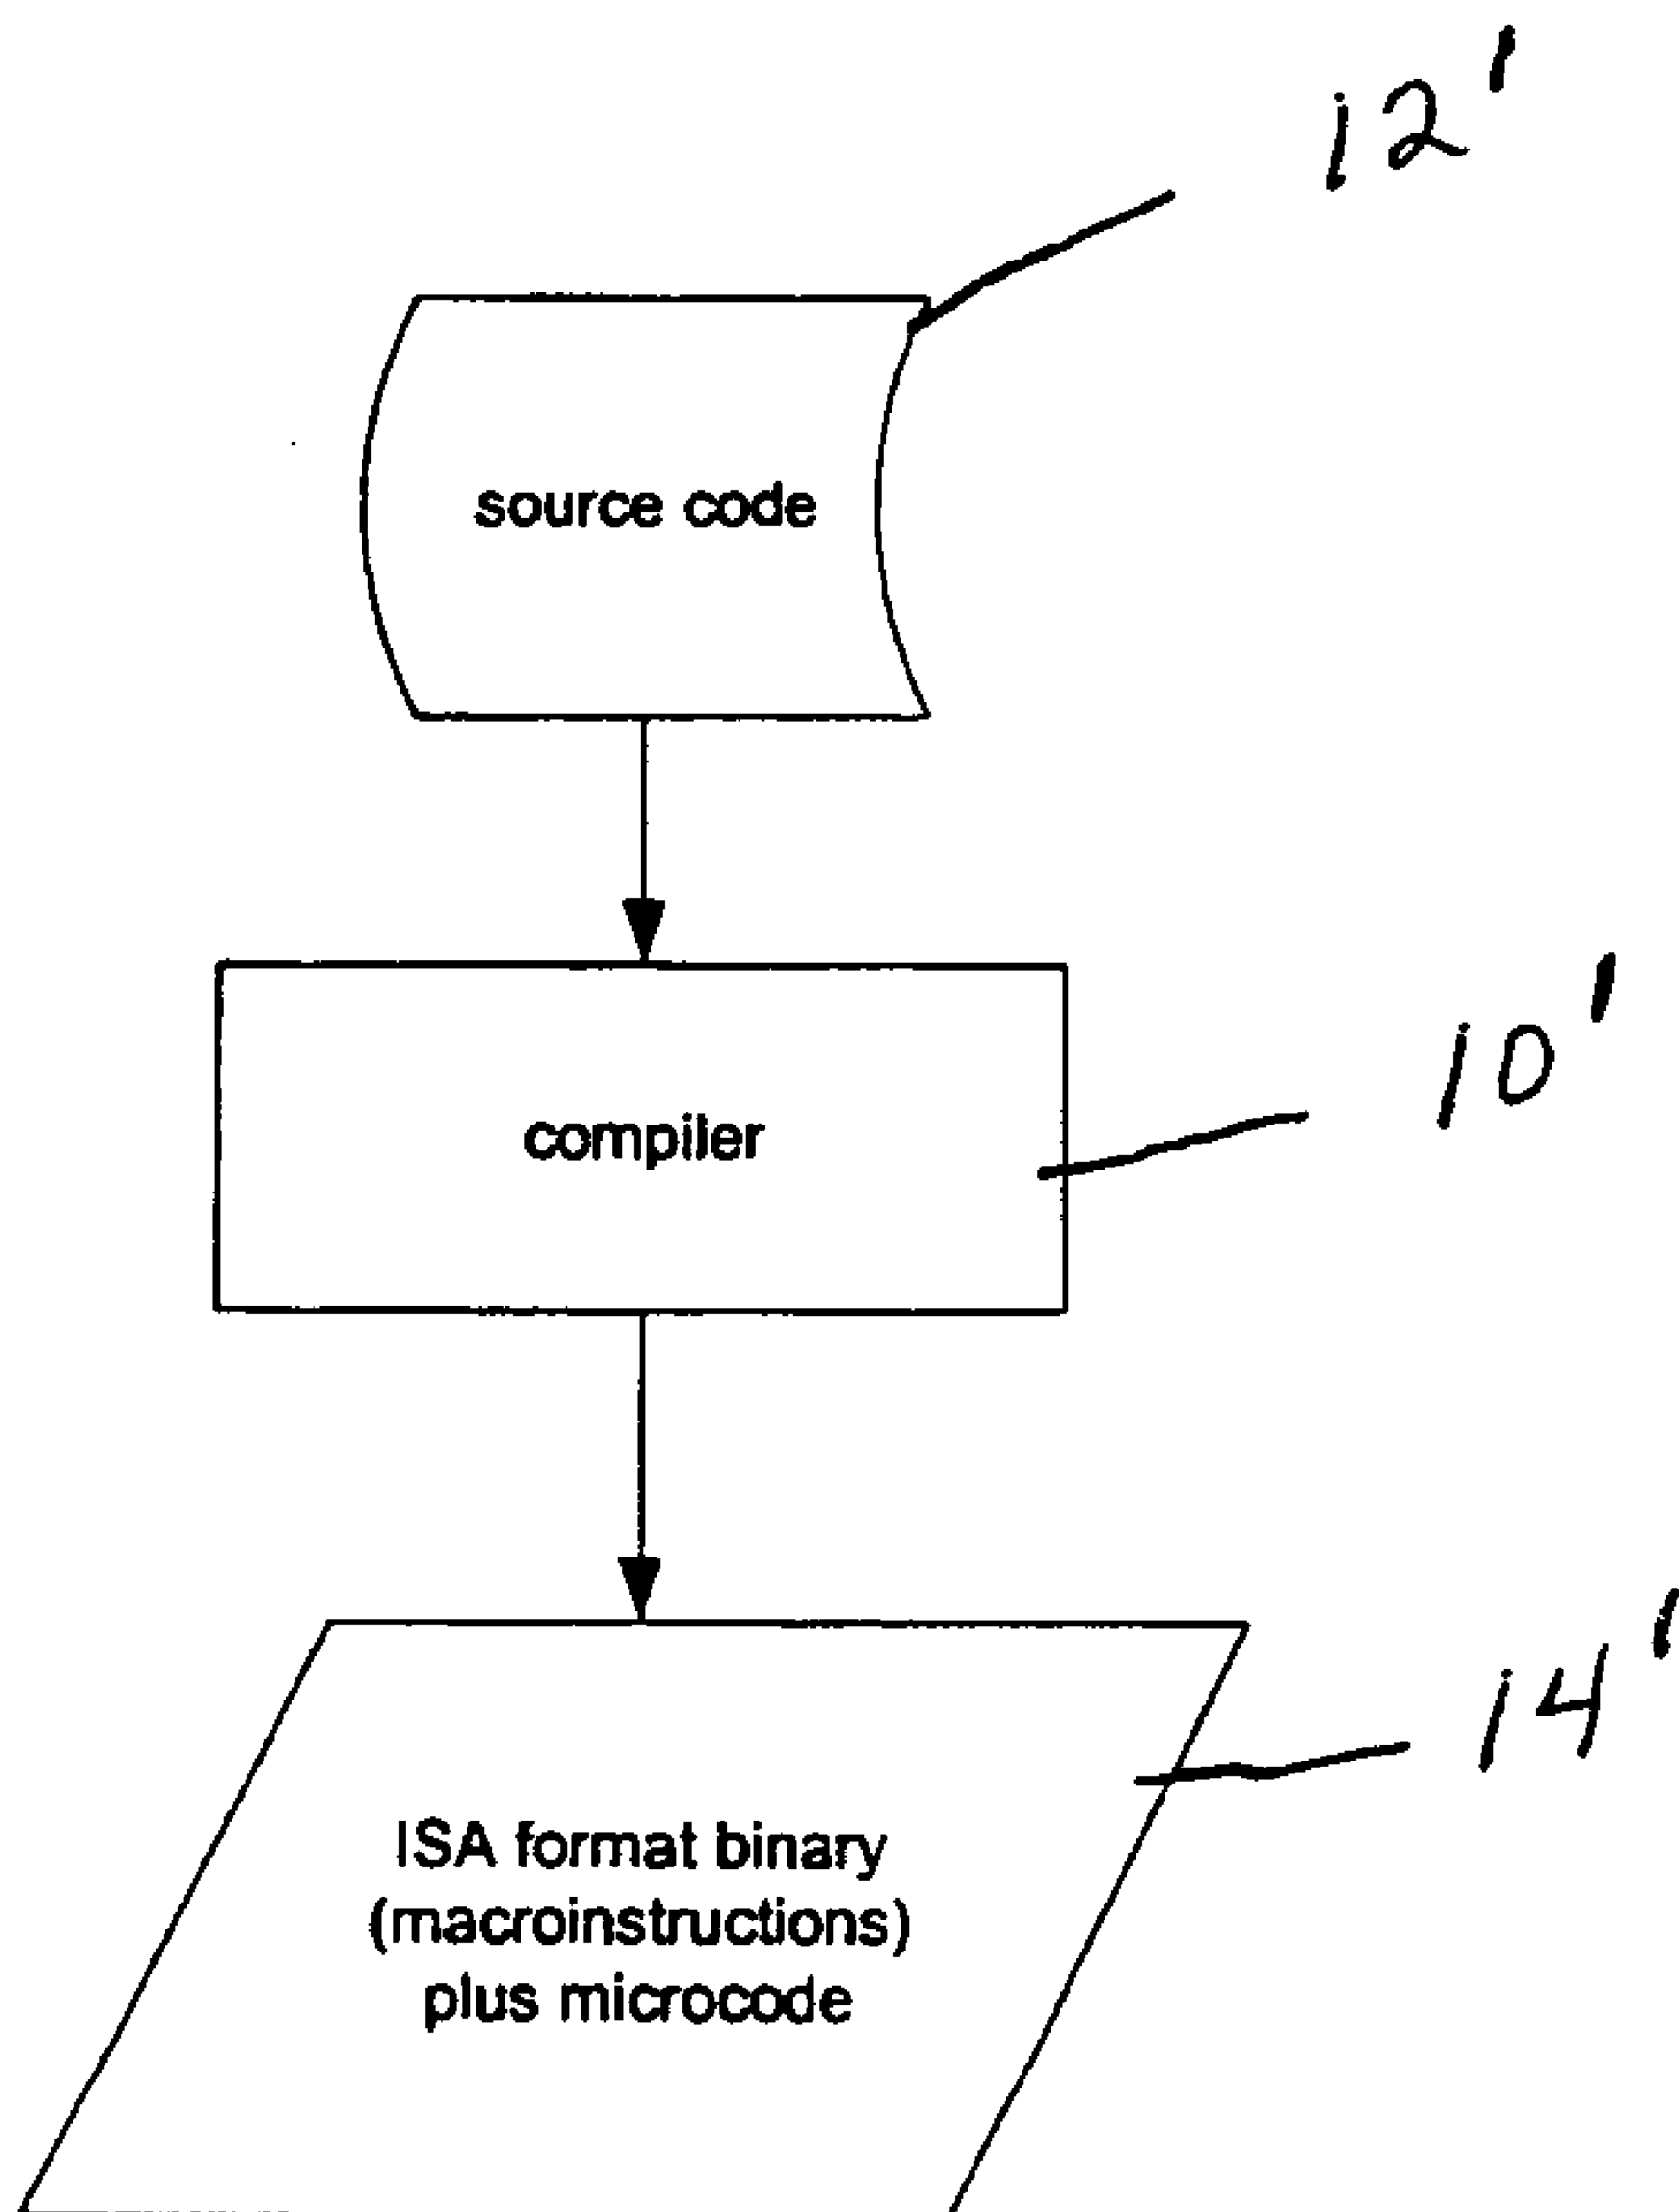 12'
source code
10'
compiler
14'
ISA format binary
(macroinstructions)
plus microcode